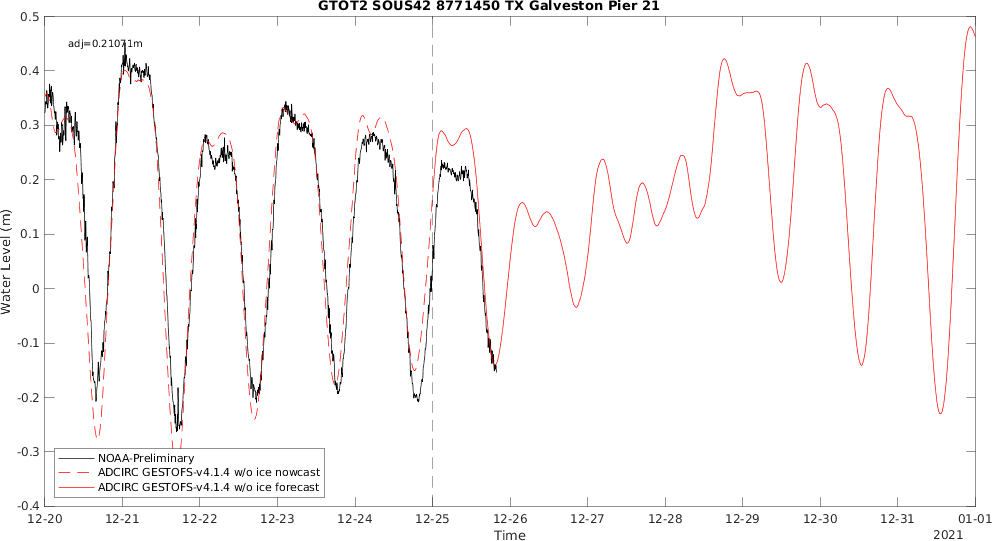 GTOT2 SOUS42 8771450 TX Galveston Pier 21
adj=0.21071m
0.5
0.4
0.3
0.2
0.1
0
-0.1
-0.2
-0.3
-0.4
Water Level (m)
NOAA-Preliminary
ADCIRC GESTOFS-v4.1.4 w/o ice nowcast
ADCIRC GESTOFS-v4.1.4 w/o ice forecast
12-20 12-21 12-22 12-23 12-24 12-25 12-26 12-27 12-28 12-29 12-30 12-31 01-01
Time
2021